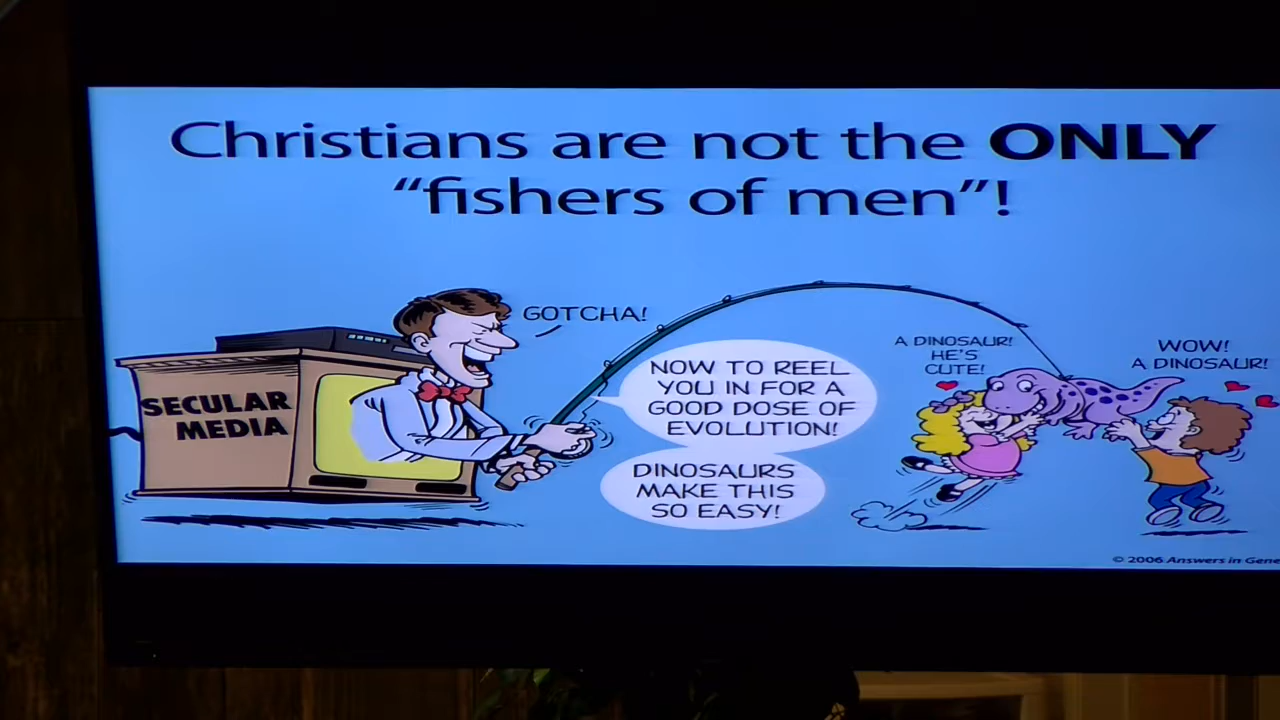 Christians are not the ONLY
“fishers of men”!
GOTCHA!
SECULAR
MEDIA
NOW TO REEL
YOU IN FOR A
GOOD DOSE OF
EVOLUTION!
DINOSAURS
MAKE THIS
SO EASY!
A DINOSAUR!
HE'S
CUTE!
WOW!
A DINOSAUR!
© 2006 Answers in Gene